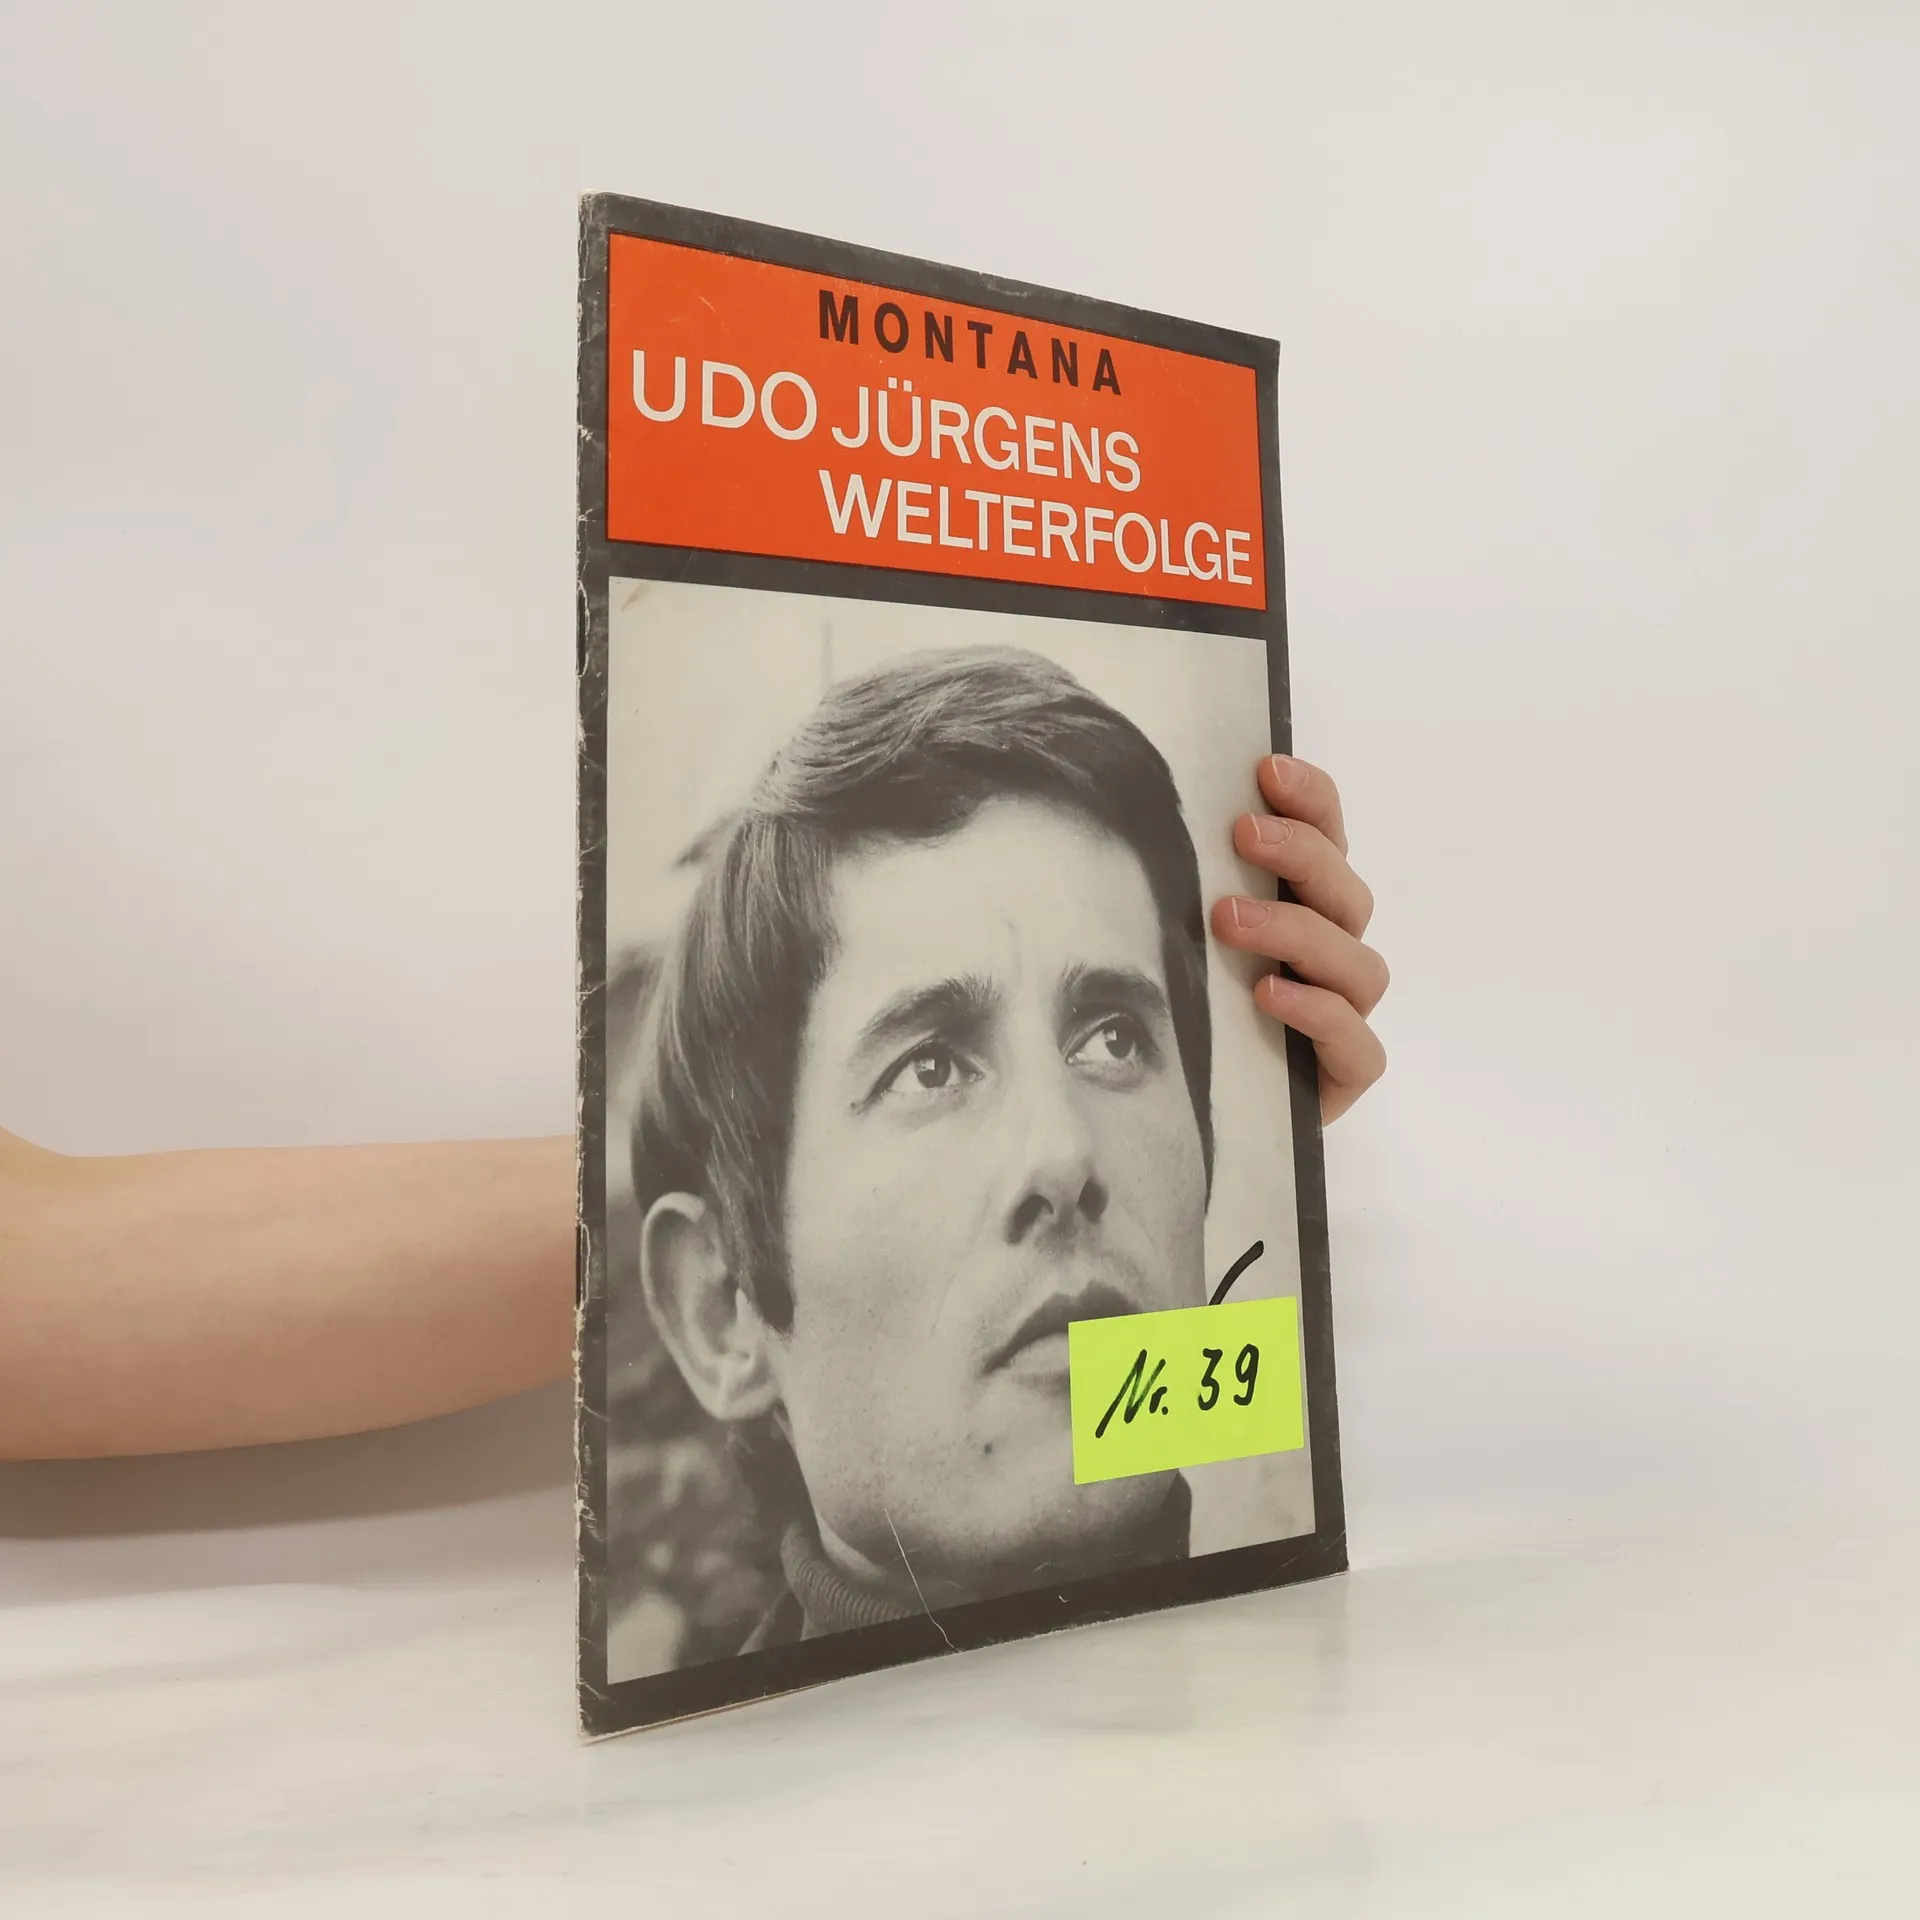 MONTANA
UDO JÜRGENS
WELTERFOLGE
Nr. 39